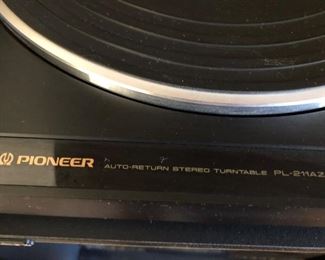 PIONEER
AUTO-RETURN STEREO TURNTABLE PL-211AZ